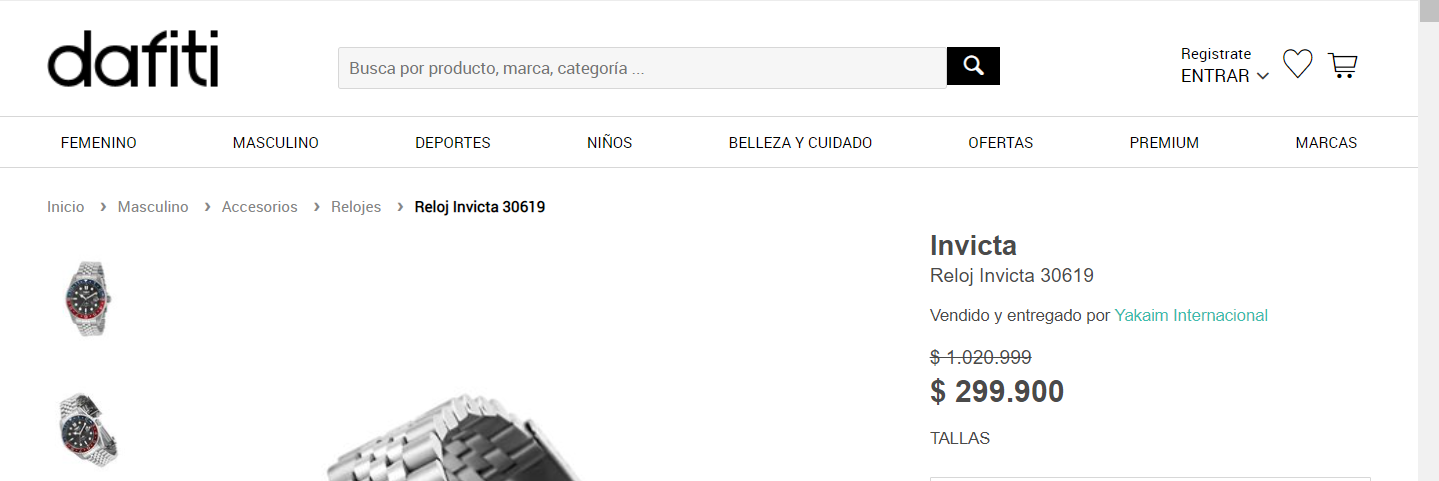 dafiti
Busca por producto, marca, categoría ...
Registrate
ENTRAR
FEMENINO MASCULINO DEPORTES NIÑOS BELLEZA Y CUIDADO OFERTAS PREMIUM MARCAS
Inicio › Masculino › Accesorios › Relojes › Reloj Invicta 30619
Invicta
Reloj Invicta 30619
Vendido y entregado por Yakaim Internacional
$ 1.020.999
$ 299.900
TALLAS